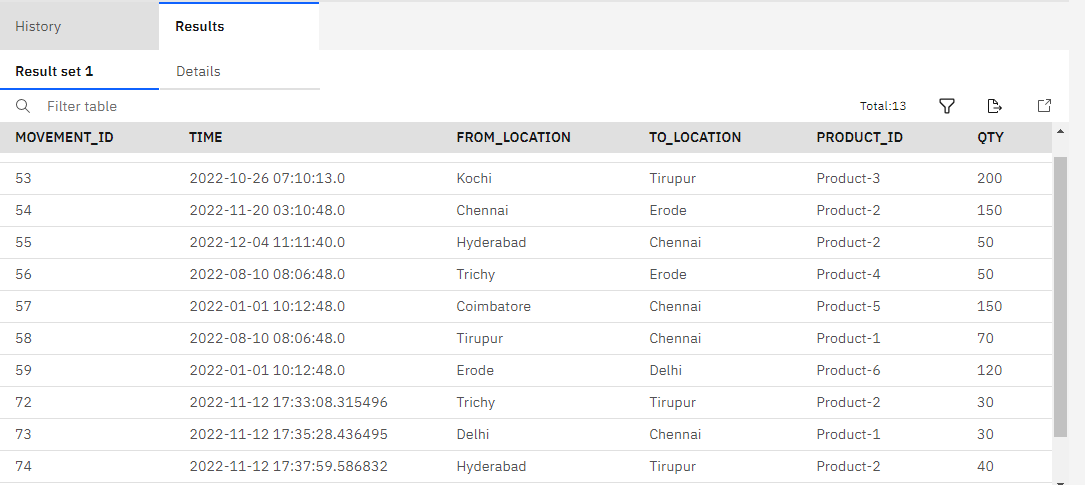 History Results
Result set 1 Details
Filter table Total:13
MOVEMENT_ID TIME FROM_LOCATION TO_LOCATION PRODUCT_ID QTY
53 2022-10-26 07:10:13.0 Kochi Tirupur Product-3 200
54 2022-11-20 03:10:48.0 Chennai Erode Product-2 150
55 2022-12-04 11:11:40.0 Hyderabad Chennai Product-2 50
56 2022-08-10 08:06:48.0 Trichy Erode Product-4 50
57 2022-01-01 10:12:48.0 Coimbatore Chennai Product-5 150
58 2022-08-10 08:06:48.0 Tirupur Chennai Product-1 70
59 2022-01-01 10:12:48.0 Erode Delhi Product-6 120
72 2022-11-12 17:33:08.315496 Trichy Tirupur Product-2 30
73 2022-11-12 17:35:28.436495 Delhi Chennai Product-1 30
74 2022-11-12 17:37:59.586832 Hyderabad Tirupur Product-2 40